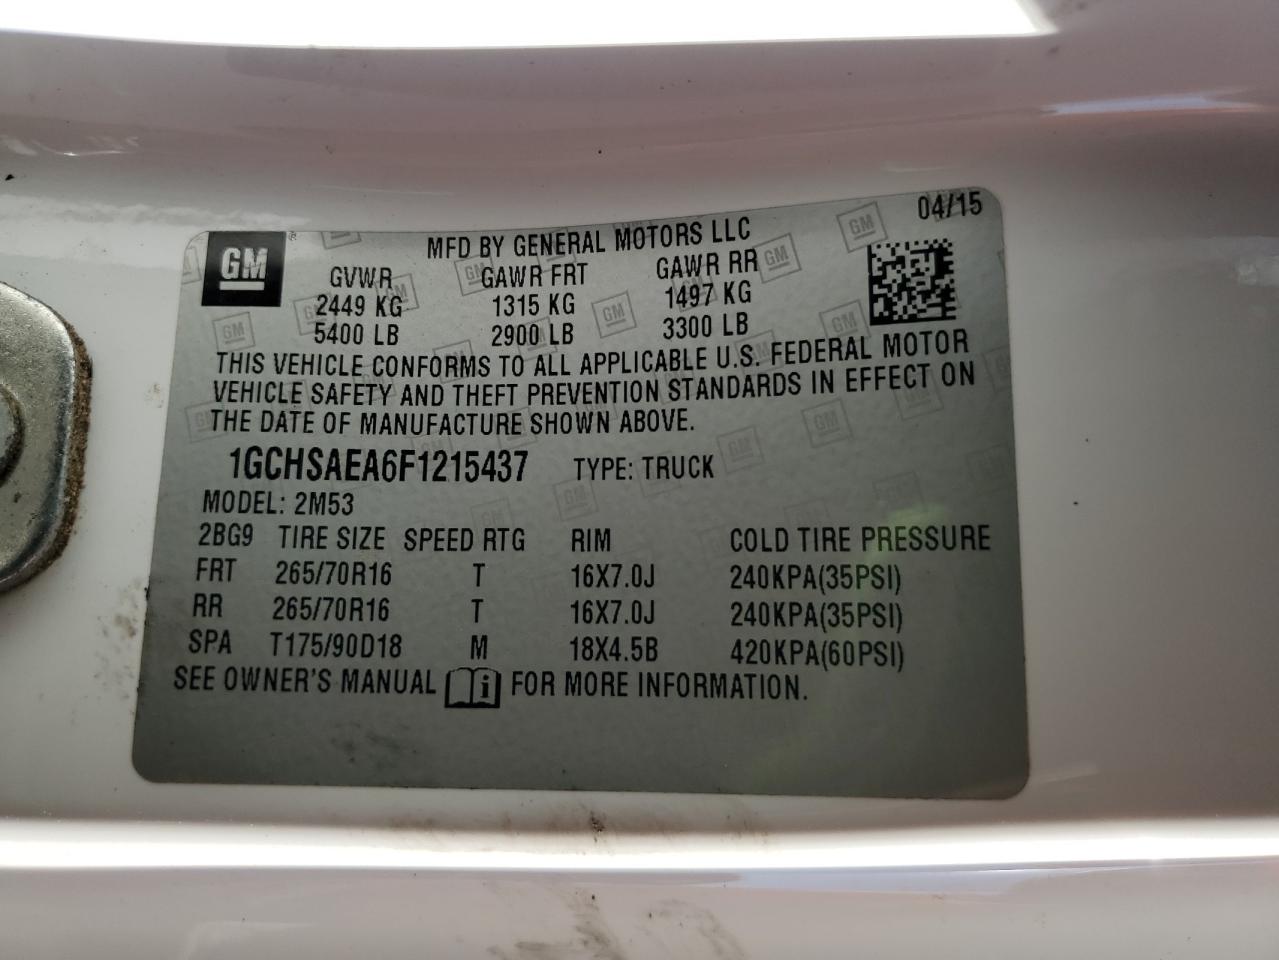 04/15
GM
MFD BY GENERAL MOTORS LLC
GVWR GAWR FRT GAWR RR
2449 KG 1315 KG 1497 KG
5400 LB 2900 LB 3300 LB
THIS VEHICLE CONFORMS TO ALL APPLICABLE U.S. FEDERAL MOTOR
VEHICLE SAFETY AND THEFT PREVENTION STANDARDS IN EFFECT ON
THE DATE OF MANUFACTURE SHOWN ABOVE.
1GCHSAEA6F1215437 TYPE: TRUCK
MODEL: 2M53
2BG9 TIRE SIZE SPEED RTG RIM COLD TIRE PRESSURE
FRT 265/70R16 T 16X7.0J 240KPA(35PSI)
RR 265/70R16 T 16X7.0J 240KPA(35PSI)
SPA T175/90D18 M 18X4.5B 420KPA(60PSI)
SEE OWNER'S MANUAL i FOR MORE INFORMATION.